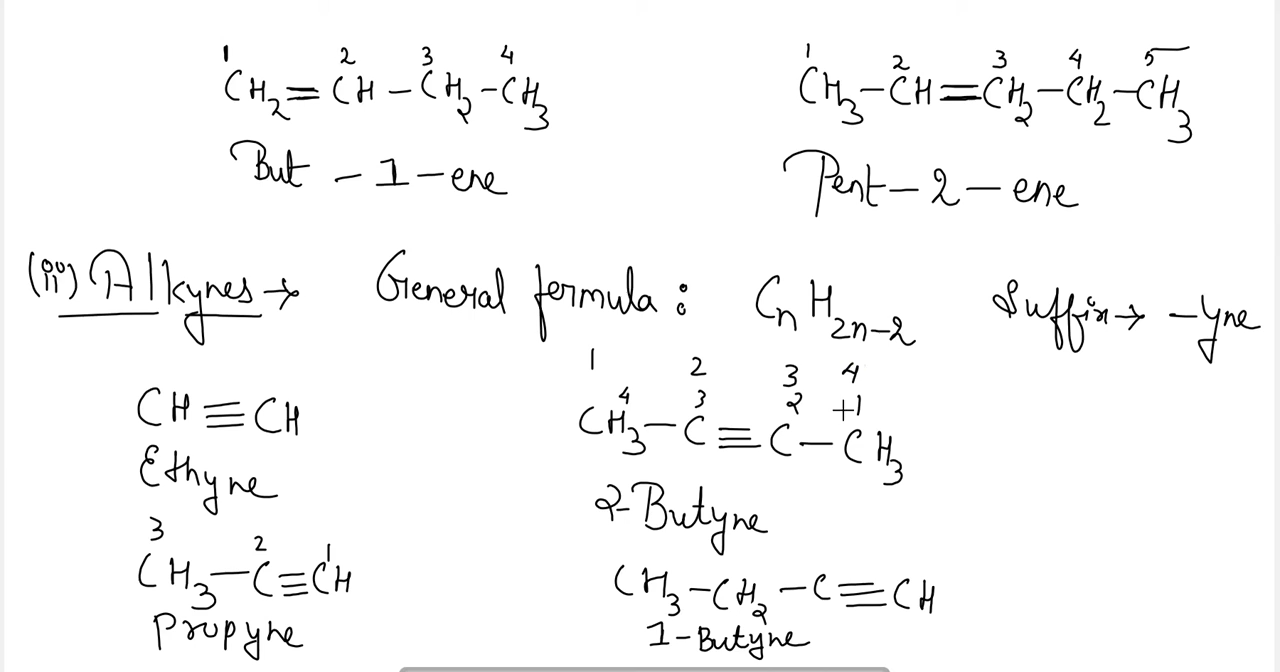 1 2 3 4
CH₂=CH–CH₂–CH₃
But – 1 – ene
1 2 3 4 5
CH₃–CH=CH₂–CH₂–CH₃
Pent – 2 – ene
(ii) Alkynes → General formula : CnH2n–2 Suffix → –yne
CH≡CH
Ethyne
3 2 1
CH₃–C≡CH
Propyne
1 2 3 4
4 3 2 +1
CH₃–C≡C–CH₃
2-Butyne
CH₃–CH₂–C≡CH
1-Butyne